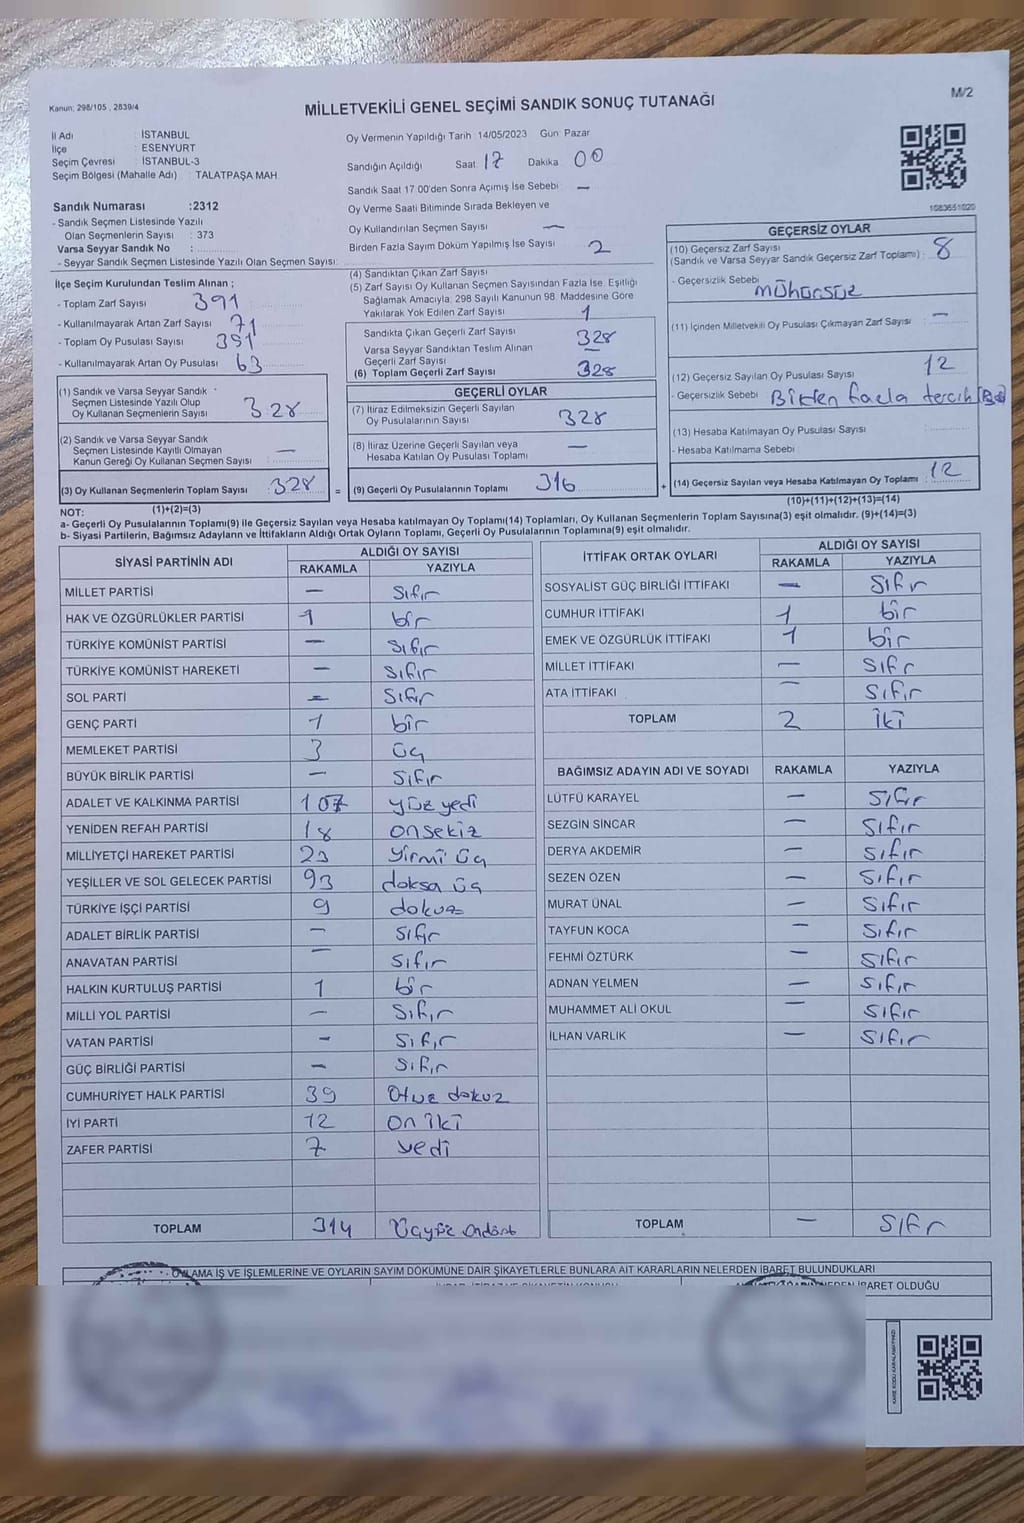 Kanun: 298/105 , 2839/4
MİLLETVEKİLİ GENEL SEÇİMİ SANDIK SONUÇ TUTANAĞI
M/2
İl Adı : İSTANBUL
İlçe : ESENYURT
Seçim Çevresi : İSTANBUL-3
Seçim Bölgesi (Mahalle Adı) : TALATPAŞA MAH.
Sandık Numarası :2312
- Sandık Seçmen Listesinde Yazılı
Olan Seçmenlerin Sayısı : 373
Varsa Seyyar Sandık No :
- Seyyar Sandık Seçmen Listesinde Yazılı Olan Seçmen Sayısı:
Oy Vermenin Yapıldığı Tarih 14/05/2023 Gün: Pazar
Sandığın Açıldığı Saat 17 Dakika 00
Sandık Saat 17:00'den Sonra Açımış İse Sebebi —
Oy Verme Saati Bitiminde Sırada Bekleyen ve
Oy Kullandırılan Seçmen Sayısı —
Birden Fazla Sayım Döküm Yapılmış İse Sayısı 2
1083651020
İlçe Seçim Kurulundan Teslim Alınan ;
- Toplam Zarf Sayısı 391
- Kullanılmayarak Artan Zarf Sayısı 71
- Toplam Oy Pusulası Sayısı 391
- Kullanılmayarak Artan Oy Pusulası 63
(1) Sandık ve Varsa Seyyar Sandık
Seçmen Listesinde Yazılı Olup
Oy Kullanan Seçmenlerin Sayısı 328
(2) Sandık ve Varsa Seyyar Sandık
Seçmen Listesinde Kayıtlı Olmayan
Kanun Gereği Oy Kullanan Seçmen Sayısı : —
(3) Oy Kullanan Seçmenlerin Toplam Sayısı : 328
(1)+(2)=(3)
(4) Sandıktan Çıkan Zarf Sayısı
(5) Zarf Sayısı Oy Kullanan Seçmen Sayısından Fazla İse, Eşitliği
Sağlamak Amacıyla, 298 Sayılı Kanunun 98. Maddesine Göre
Yakılarak Yok Edilen Zarf Sayısı 1
Sandıkta Çıkan Geçerli Zarf Sayısı 328
Varsa Seyyar Sandıktan Teslim Alınan
Geçerli Zarf Sayısı —
(6) Toplam Geçerli Zarf Sayısı 328
GEÇERLİ OYLAR
(7) İtiraz Edilmeksizin Geçerli Sayılan
Oy Pusulalarının Sayısı 328
(8) İtiraz Üzerine Geçerli Sayılan veya
Hesaba Katılan Oy Pusulası Toplamı —
= (9) Geçerli Oy Pusulalarının Toplamı 316
GEÇERSİZ OYLAR
(10) Geçersiz Zarf Sayısı
(Sandık ve Varsa Seyyar Sandık Geçersiz Zarf Toplamı) : 8
- Geçersizlik Sebebi mühürsüz
(11) İçinden Milletvekili Oy Pusulası Çıkmayan Zarf Sayısı : —
(12) Geçersiz Sayılan Oy Pusulası Sayısı 12
- Geçersizlik Sebebi Birden fazla tercih
(13) Hesaba Katılmayan Oy Pusulası Sayısı
- Hesaba Katılmama Sebebi
+ (14) Geçersiz Sayılan veya Hesaba Katılmayan Oy Toplamı : 12
(10)+(11)+(12)+(13)=(14)
NOT:
a- Geçerli Oy Pusulalarının Toplamı(9) ile Geçersiz Sayılan veya Hesaba katılmayan Oy Toplamı(14) Toplamları, Oy Kullanan Seçmenlerin Toplam Sayısına(3) eşit olmalıdır. (9)+(14)=(3)
b- Siyasi Partilerin, Bağımsız Adayların ve İttifakların Aldığı Ortak Oyların Toplamı, Geçerli Oy Pusulalarının Toplamına(9) eşit olmalıdır.
SİYASİ PARTİNİN ADI ALDIĞI OY SAYISI
RAKAMLA YAZIYLA
MİLLET PARTİSİ — Sıfır
HAK VE ÖZGÜRLÜKLER PARTİSİ 1 bir
TÜRKİYE KOMÜNİST PARTİSİ — Sıfır
TÜRKİYE KOMÜNİST HAREKETİ — Sıfır
SOL PARTİ — Sıfır
GENÇ PARTİ 1 bir
MEMLEKET PARTİSİ 3 üç
BÜYÜK BİRLİK PARTİSİ — Sıfır
ADALET VE KALKINMA PARTİSİ 107 yüz yedi
YENİDEN REFAH PARTİSİ 18 onsekiz
MİLLİYETÇİ HAREKET PARTİSİ 23 yirmi üç
YEŞİLLER VE SOL GELECEK PARTİSİ 93 doksa üç
TÜRKİYE İŞÇİ PARTİSİ 9 dokuz
ADALET BİRLİK PARTİSİ — Sıfır
ANAVATAN PARTİSİ — Sıfır
HALKIN KURTULUŞ PARTİSİ 1 bir
MİLLİ YOL PARTİSİ — Sıfır
VATAN PARTİSİ — Sıfır
GÜÇ BİRLİĞİ PARTİSİ — Sıfır
CUMHURİYET HALK PARTİSİ 39 Otuz dokuz
İYİ PARTİ 12 on iki
ZAFER PARTİSİ 7 yedi
TOPLAM 314 Üçyüz ondört
İTTİFAK ORTAK OYLARI ALDIĞI OY SAYISI
RAKAMLA YAZIYLA
SOSYALİST GÜÇ BİRLİĞİ İTTİFAKI — Sıfır
CUMHUR İTTİFAKI 1 bir
EMEK VE ÖZGÜRLÜK İTTİFAKI 1 bir
MİLLET İTTİFAKI — Sıfr
ATA İTTİFAKI — Sıfır
TOPLAM 2 iki
BAĞIMSIZ ADAYIN ADI VE SOYADI RAKAMLA YAZIYLA
LÜTFÜ KARAYEL — Sıfır
SEZGİN SİNCAR — Sıfır
DERYA AKDEMİR — Sıfır
SEZEN ÖZEN — Sıfır
MURAT ÜNAL — Sıfır
TAYFUN KOCA — Sıfır
FEHMİ ÖZTÜRK — Sıfır
ADNAN YELMEN — Sıfır
MUHAMMET ALİ OKUL — Sıfır
İLHAN VARLIK — Sıfır
TOPLAM — Sıfr
OYLAMA İŞ VE İŞLEMLERİNE VE OYLARIN SAYIM DÖKÜMÜNE DAİR ŞİKAYETLERLE BUNLARA AİT KARARLARIN NELERDEN İBARET BULUNDUKLARI
NEDEN İBARET OLDUĞU
KARE KODU KARALAMAYINIZ!